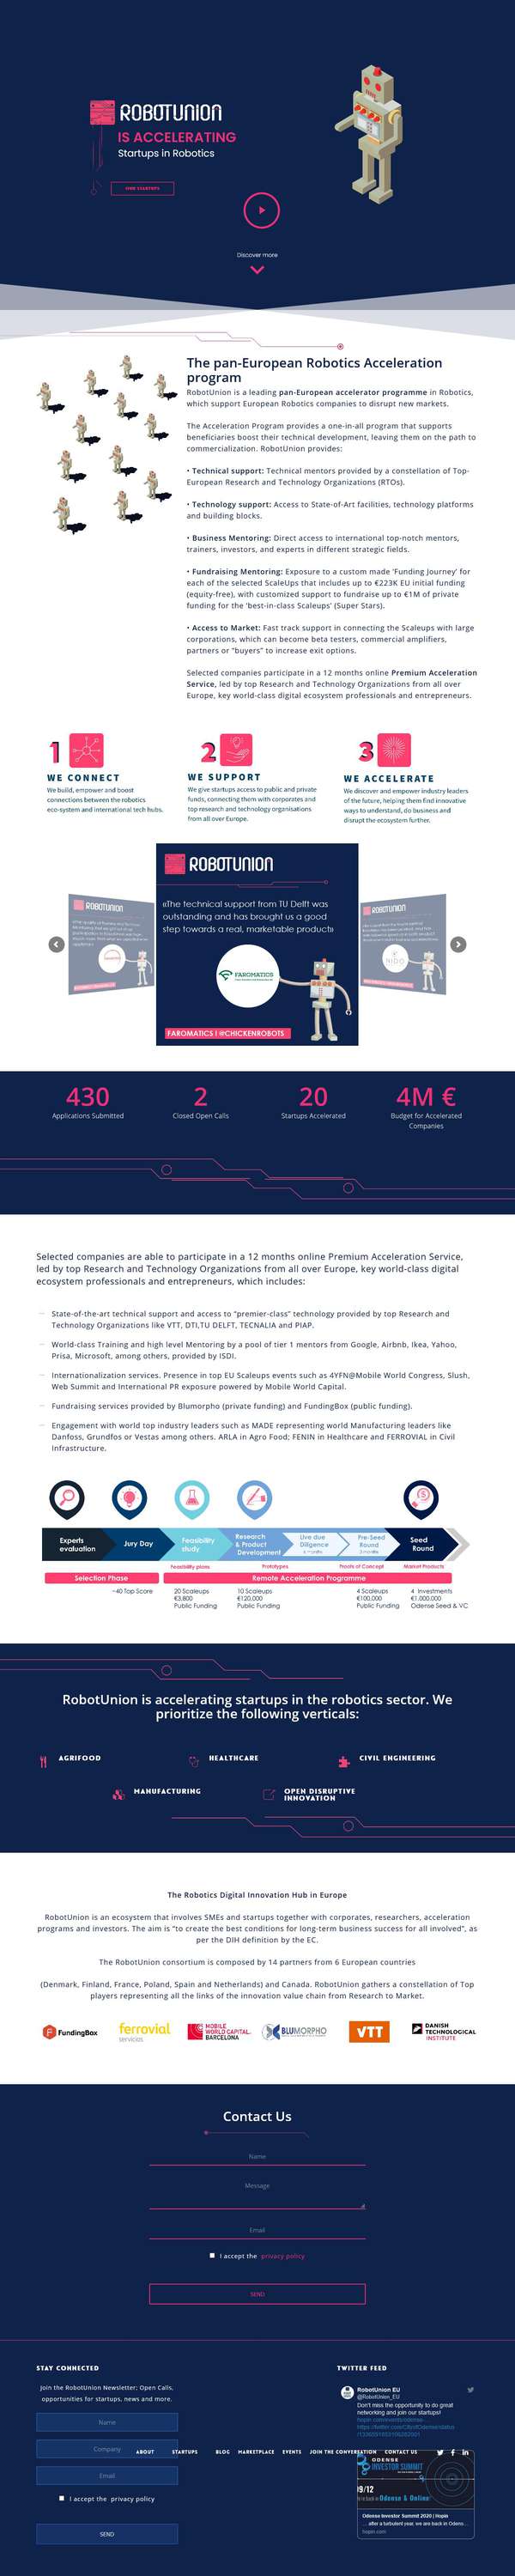 ROBOTUNION
IS ACCELERATING
Startups in Robotics
OUR STARTUPS
Discover more
The pan-European Robotics Acceleration
program
RobotUnion is a leading pan-European accelerator programme in Robotics,
which support European Robotics companies to disrupt new markets.
The Acceleration Program provides a one-in-all program that supports
beneficiaries boost their technical development, leaving them on the path to
commercialization. RobotUnion provides:
• Technical support: Technical mentors provided by a constellation of Top-
European Research and Technology Organizations (RTOs).
• Technology support: Access to State-of-Art facilities, technology platforms
and building blocks.
• Business Mentoring: Direct access to international top-notch mentors,
trainers, investors, and experts in different strategic fields.
• Fundraising Mentoring: Exposure to a custom made 'Funding Journey' for
each of the selected ScaleUps that includes up to €223K EU initial funding
(equity-free), with customized support to fundraise up to €1M of private
funding for the 'best-in-class Scaleups' (Super Stars).
• Access to Market: Fast track support in connecting the Scaleups with large
corporations, which can become beta testers, commercial amplifiers,
partners or "buyers" to increase exit options.
Selected companies participate in a 12 months online Premium Acceleration
Service, led by top Research and Technology Organizations from all over
Europe, key world-class digital ecosystem professionals and entrepreneurs.
1
WE CONNECT
We build, empower and boost
connections between the robotics
eco-system and international tech hubs.
2
WE SUPPORT
We give startups access to public and private
funds, connecting them with corporates and
top research and technology organisations
from all over Europe.
3
WE ACCELERATE
We discover and empower industry leaders
of the future, helping them find innovative
ways to understand, do business and
disrupt the ecosystem further.
ROBOTUNION
ROBOTUNION
«The technical support from TU Delft was
outstanding and has brought us a good
step towards a real, marketable product»
FAROMATICS
FAROMATICS | @CHICKENROBOTS
ROBOTUNION
NIDO
430
Applications Submitted
2
Closed Open Calls
20
Startups Accelerated
4M €
Budget for Accelerated
Companies
Selected companies are able to participate in a 12 months online Premium Acceleration Service,
led by top Research and Technology Organizations from all over Europe, key world-class digital
ecosystem professionals and entrepreneurs, which includes:
State-of-the-art technical support and access to "premier-class" technology provided by top Research and
Technology Organizations like VTT, DTI,TU DELFT, TECNALIA and PIAP.
World-class Training and high level Mentoring by a pool of tier 1 mentors from Google, Airbnb, Ikea, Yahoo,
Prisa, Microsoft, among others, provided by ISDI.
Internationalization services. Presence in top EU Scaleups events such as 4YFN@Mobile World Congress, Slush,
Web Summit and International PR exposure powered by Mobile World Capital.
Fundraising services provided by Blumorpho (private funding) and FundingBox (public funding).
Engagement with world top industry leaders such as MADE representing world Manufacturing leaders like
Danfoss, Grundfos or Vestas among others. ARLA in Agro Food; FENIN in Healthcare and FERROVIAL in Civil
Infrastructure.
Experts
evaluation
Jury Day
Feasibility
study
Research
& Product
Development
Live due
Diligence
Pre-Seed
Round
Seed
Round
Feasibility plans
Prototypes
Proofs of Concept
Market Products
Selection Phase
Remote Acceleration Programme
~40 Top Score
20 Scaleups
€3,800
Public Funding
10 Scaleups
€120,000
Public Funding
4 Scaleups
€100,000
Public Funding
4 Investments
€1,000,000
Odense Seed & VC
RobotUnion is accelerating startups in the robotics sector. We
prioritize the following verticals:
AGRIFOOD
HEALTHCARE
CIVIL ENGINEERING
MANUFACTURING
OPEN DISRUPTIVE
INNOVATION
The Robotics Digital Innovation Hub in Europe
RobotUnion is an ecosystem that involves SMEs and startups together with corporates, researchers, acceleration
programs and investors. The aim is "to create the best conditions for long-term business success for all involved", as
per the DIH definition by the EC.
The RobotUnion consortium is composed by 14 partners from 6 European countries
(Denmark, Finland, France, Poland, Spain and Netherlands) and Canada. RobotUnion gathers a constellation of Top
players representing all the links of the innovation value chain from Research to Market.
FundingBox
ferrovial
servicios
MOBILE
WORLD CAPITAL.
BARCELONA
BLUMORPHO
VTT
DANISH
TECHNOLOGICAL
INSTITUTE
Contact Us
Name
Message
Email
I accept the privacy policy
SEND
STAY CONNECTED
Join the RobotUnion Newsletter; Open Calls,
opportunities for startups, news and more.
Name
Company
Email
I accept the privacy policy
SEND
ABOUT STARTUPS BLOG MARKETPLACE EVENTS JOIN THE CONVERSATION CONTACT US
TWITTER FEED
RobotUnion EU
@RobotUnion_EU
Don't miss the opportunity to do great
networking and join our startups!
ODENSE
INVESTOR SUMMIT
9/12
Odense & Online
Odense Investor Summit 2020 | Hopin
... after a turbulent year, we are back in Odens...
hopin.com